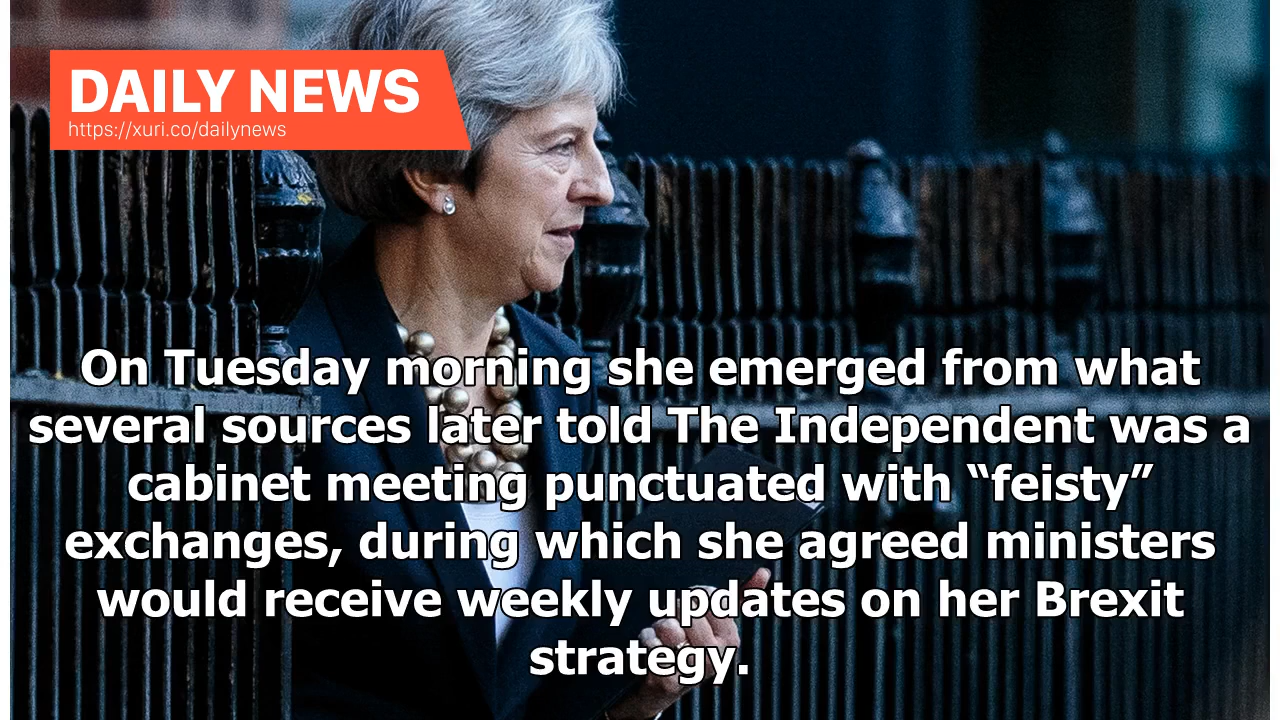 DAILY NEWS
https://xuri.co/dailynews
On Tuesday morning she emerged from what
several sources later told The Independent was a
cabinet meeting punctuated with “feisty”
exchanges, during which she agreed ministers
would receive weekly updates on her Brexit
strategy.